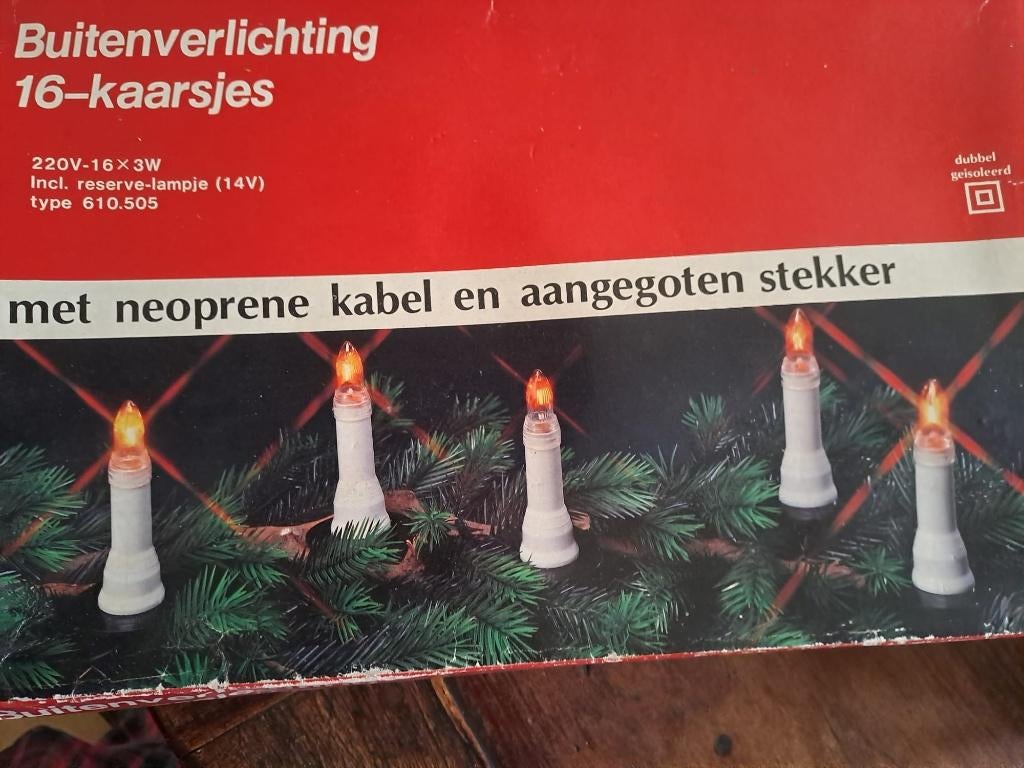 Buitenverlichting
16-kaarsjes
220V-16×3W
Incl. reserve-lampje (14V)
type 610.505
dubbel
geisoleerd
met neoprene kabel en aangegoten stekker